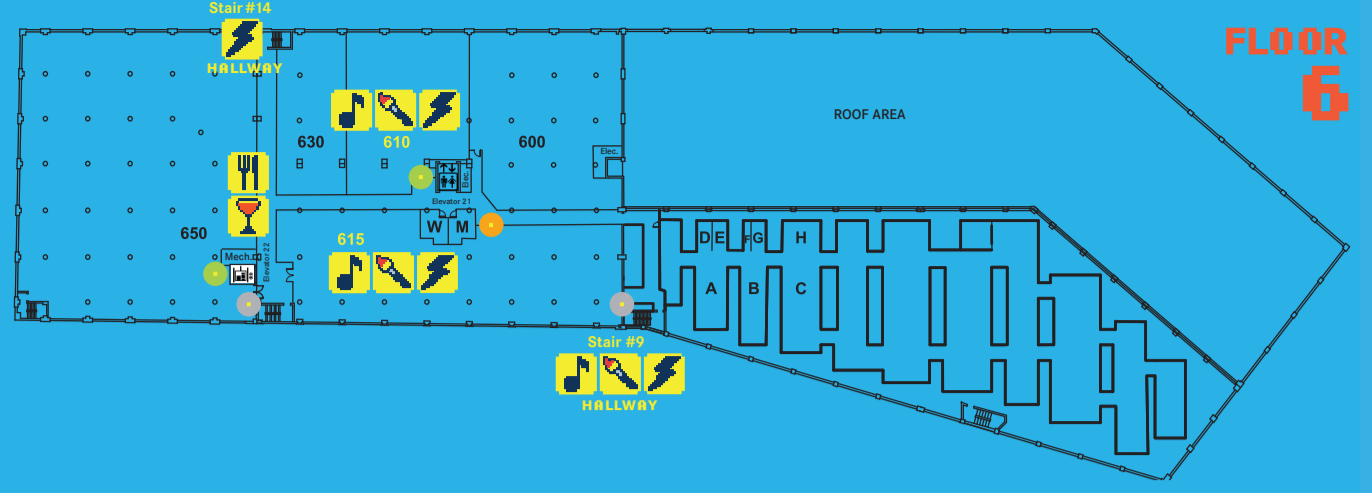 Stair #14
HALLWAY
FLOOR
6
ROOF AREA
630
610
600
Elec.
Elec.
Elevator 21
W M
650
615
Mech.
Elevator 22
D E F G H
A B C
Stair #9
HALLWAY